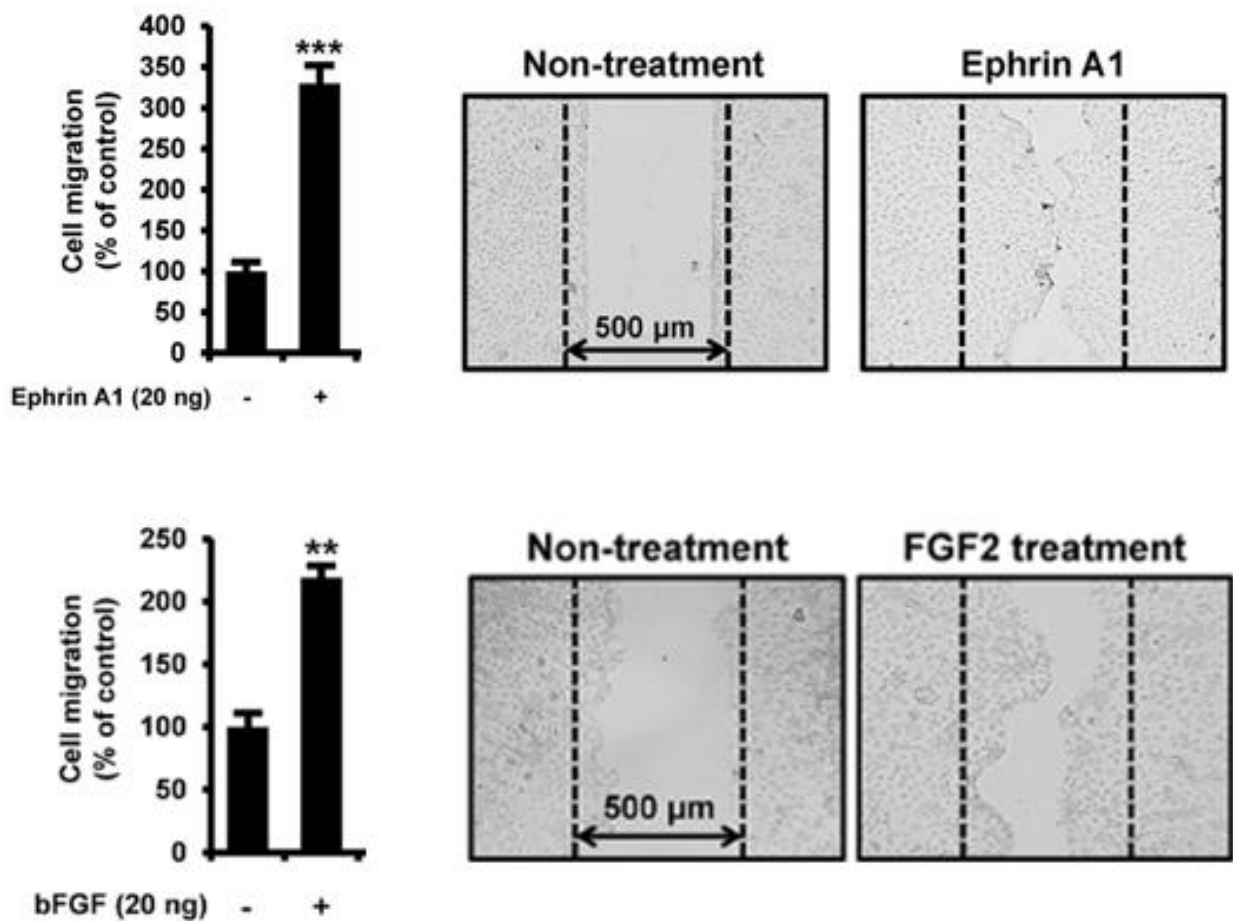 400
350
300
250
200
150
100
50
0
Cell migration
(% of control)
***
Ephrin A1 (20 ng) - +
Non-treatment
500 µm
Ephrin A1
250
200
150
100
50
0
Cell migration
(% of control)
**
bFGF (20 ng) - +
Non-treatment
500 µm
FGF2 treatment